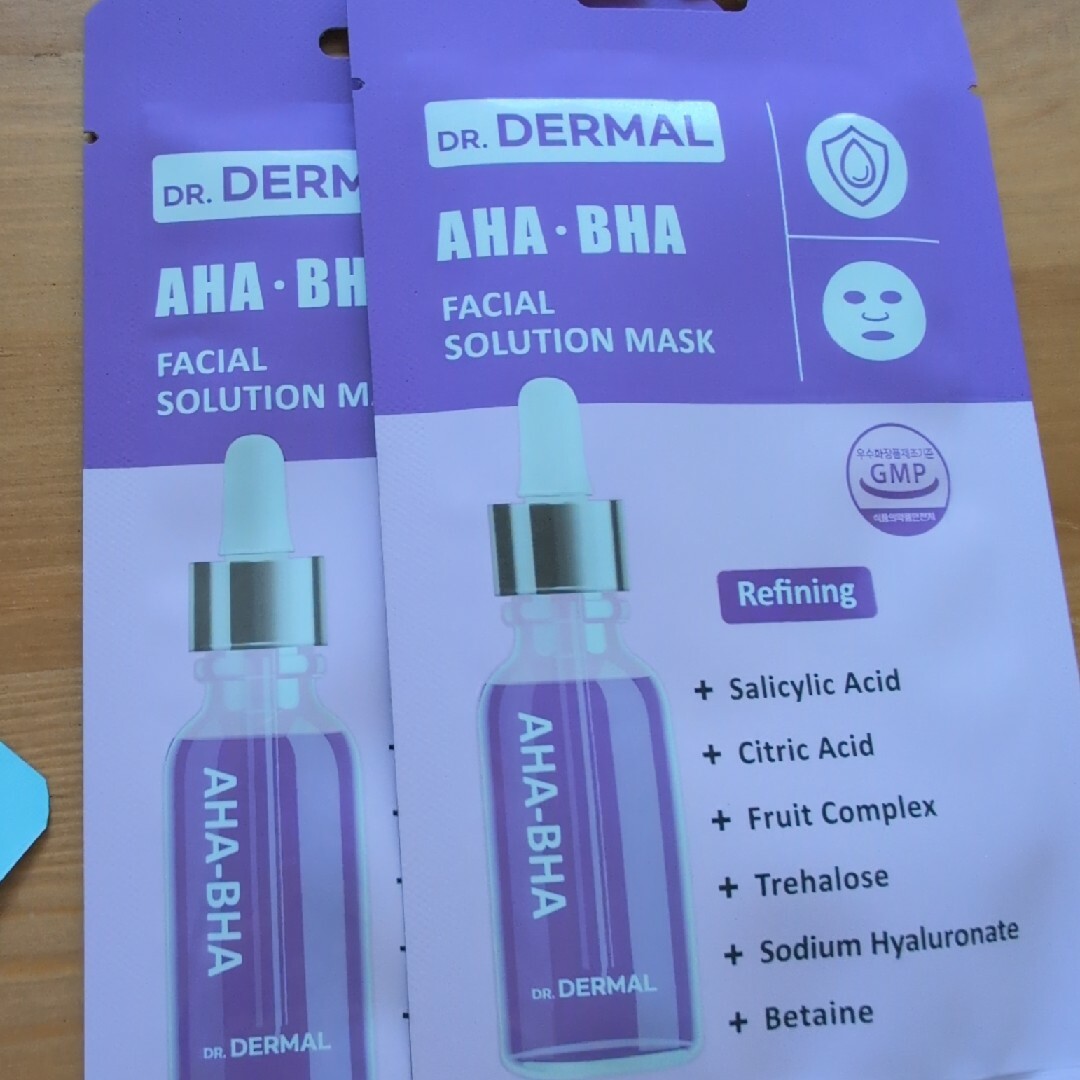 DR. DERM
AHA·BH
FACIAL
SOLUTION M
AHA-BHA
DR. DERMAL
DR. DERMAL
AHA·BHA
FACIAL
SOLUTION MASK
우수화장품제조기준
GMP
식품의약품안전처
Refining
+ Salicylic Acid
+ Citric Acid
+ Fruit Complex
+ Trehalose
+ Sodium Hyaluronate
+ Betaine
AHA-BHA
DR. DERMAL